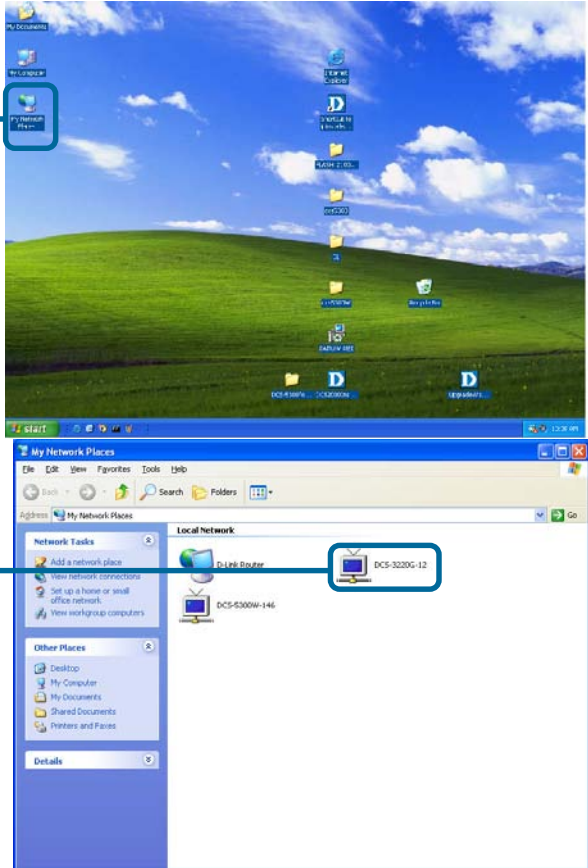 My Documents
My Computer
My Network
Places
Internet
Explorer
Shortcut to
Recycle Bin
start
My Network Places
File Edit View Favorites Tools Help
Back Search Folders
Address My Network Places Go
Network Tasks
Add a network place
View network connections
Set up a home or small
office network
View workgroup computers
Other Places
Desktop
My Computer
My Documents
Shared Documents
Printers and Faxes
Details
Local Network
D-Link Router
DCS-3220G-12
DCS-5300W-146